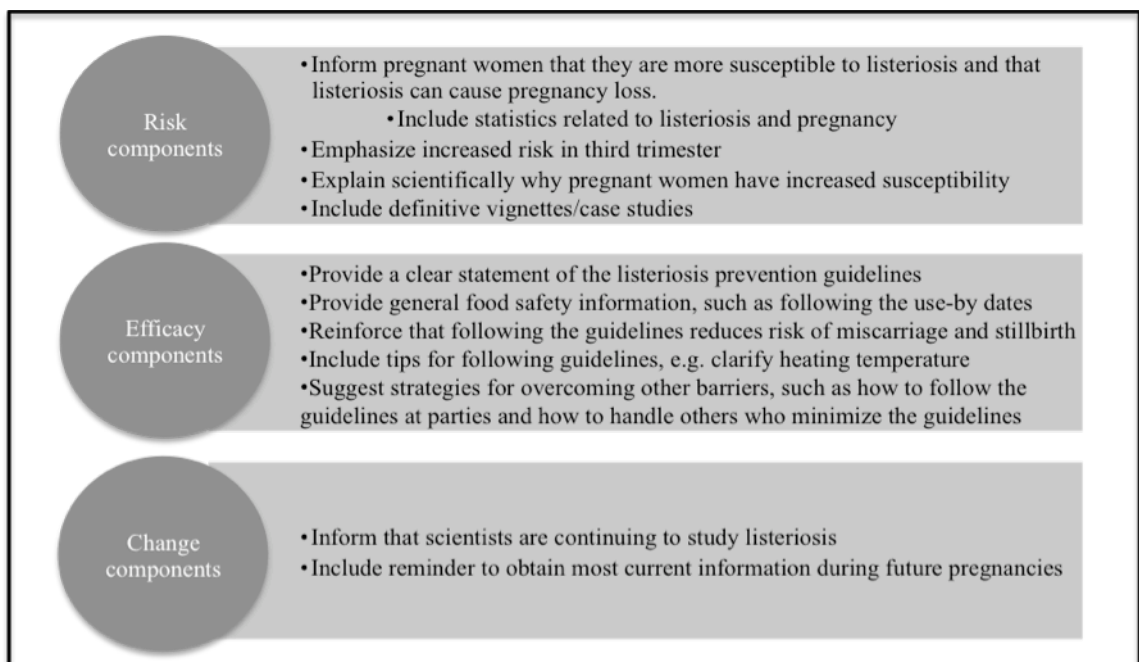 Risk
components
•Inform pregnant women that they are more susceptible to listeriosis and that
listeriosis can cause pregnancy loss.
•Include statistics related to listeriosis and pregnancy
•Emphasize increased risk in third trimester
•Explain scientifically why pregnant women have increased susceptibility
•Include definitive vignettes/case studies
Efficacy
components
•Provide a clear statement of the listeriosis prevention guidelines
•Provide general food safety information, such as following the use-by dates
•Reinforce that following the guidelines reduces risk of miscarriage and stillbirth
•Include tips for following guidelines, e.g. clarify heating temperature
•Suggest strategies for overcoming other barriers, such as how to follow the
guidelines at parties and how to handle others who minimize the guidelines
Change
components
•Inform that scientists are continuing to study listeriosis
•Include reminder to obtain most current information during future pregnancies